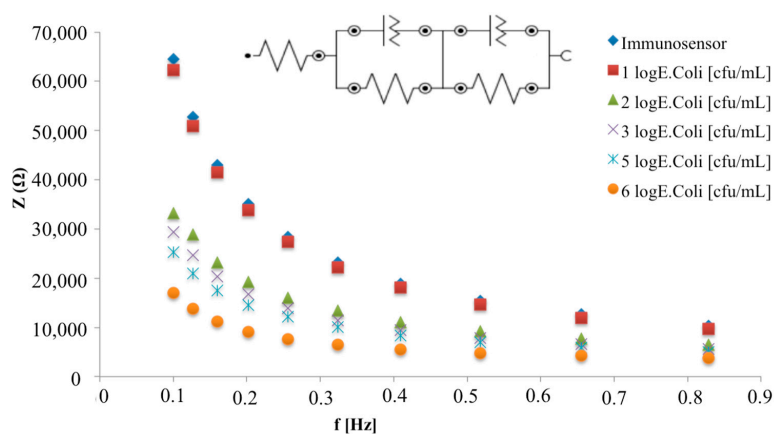 70,000
60,000
50,000
40,000
30,000
20,000
10,000
0
Z (Ω)
.0 0.1 0.2 0.3 0.4 0.5 0.6 0.7 0.8 0.9
f [Hz]
Immunosensor
1 logE.Coli [cfu/mL]
2 logE.Coli [cfu/mL]
3 logE.Coli [cfu/mL]
5 logE.Coli [cfu/mL]
6 logE.Coli [cfu/mL]